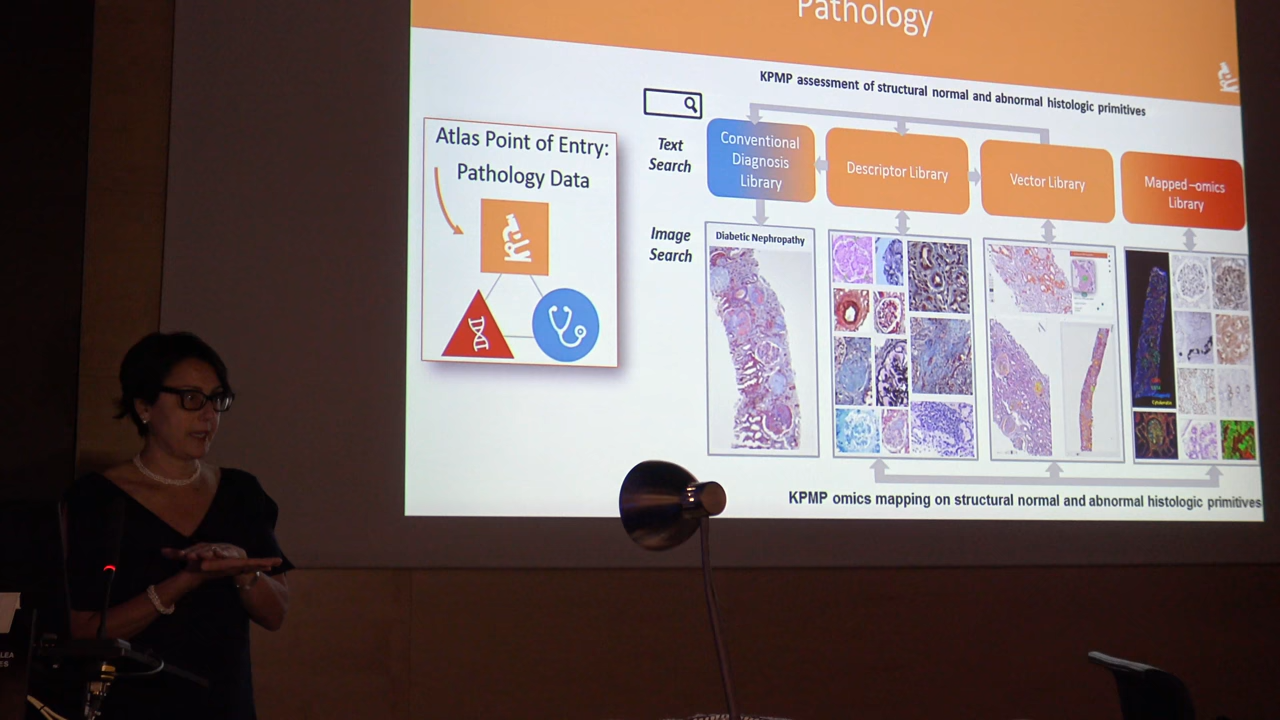 Pathology
KPMP assessment of structural normal and abnormal histologic primitives
Atlas Point of Entry:
Pathology Data
Text
Search
Conventional
Diagnosis
Library
Descriptor Library
Vector Library
Mapped –omics
Library
Image
Search
Diabetic Nephropathy
KPMP omics mapping on structural normal and abnormal histologic primitives